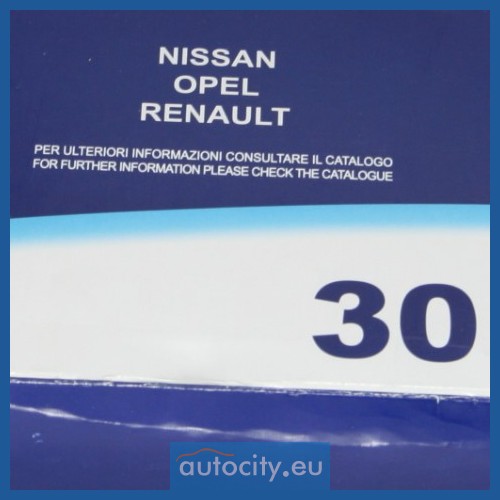 NISSAN
OPEL
RENAULT
PER ULTERIORI INFORMAZIONI CONSULTARE IL CATALOGO
FOR FURTHER INFORMATION PLEASE CHECK THE CATALOGUE
30
autocity.eu